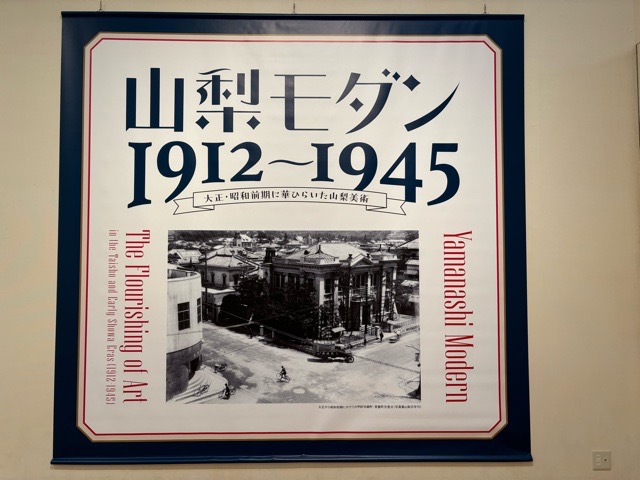 山梨モダン
1912～1945
大正・昭和前期に華ひらいた山梨美術
Yamanashi Modern
The Flourishing of Art
in the Taisho and Early Showa Eras (1912-1945)